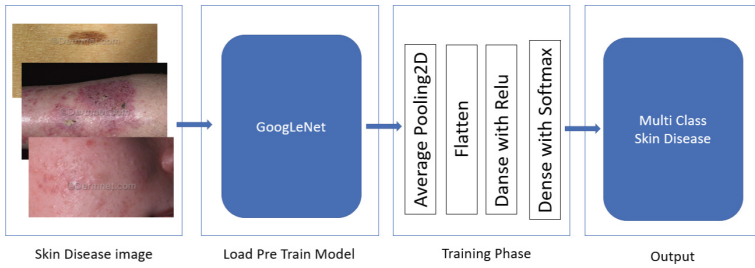 GoogLeNet
Average Pooling2D
Flatten
Danse with Relu
Dense with Softmax
Multi Class
Skin Disease
Skin Disease image
Load Pre Train Model
Training Phase
Output